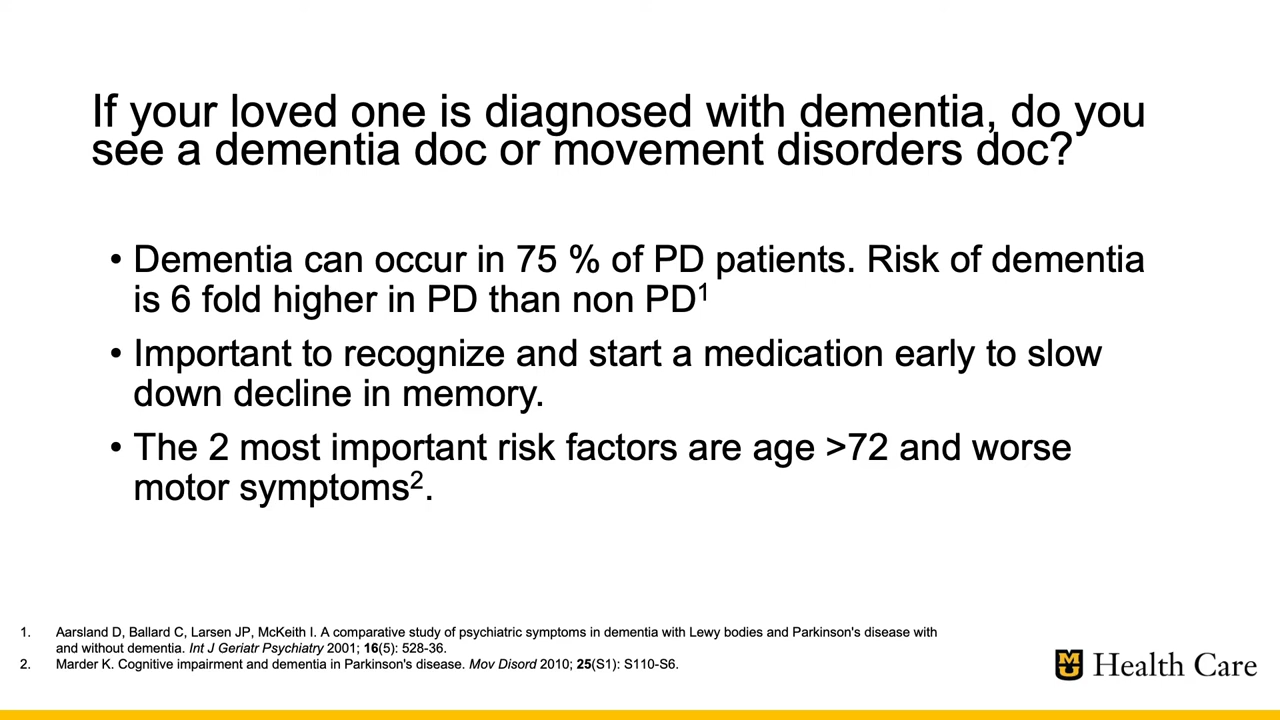 If your loved one is diagnosed with dementia, do you
see a dementia doc or movement disorders doc?
• Dementia can occur in 75 % of PD patients. Risk of dementia
is 6 fold higher in PD than non PD1
• Important to recognize and start a medication early to slow
down decline in memory.
• The 2 most important risk factors are age >72 and worse
motor symptoms2.
1. Aarsland D, Ballard C, Larsen JP, McKeith I. A comparative study of psychiatric symptoms in dementia with Lewy bodies and Parkinson's disease with
and without dementia. Int J Geriatr Psychiatry 2001; 16(5): 528-36.
2. Marder K. Cognitive impairment and dementia in Parkinson's disease. Mov Disord 2010; 25(S1): S110-S6.
MU Health Care